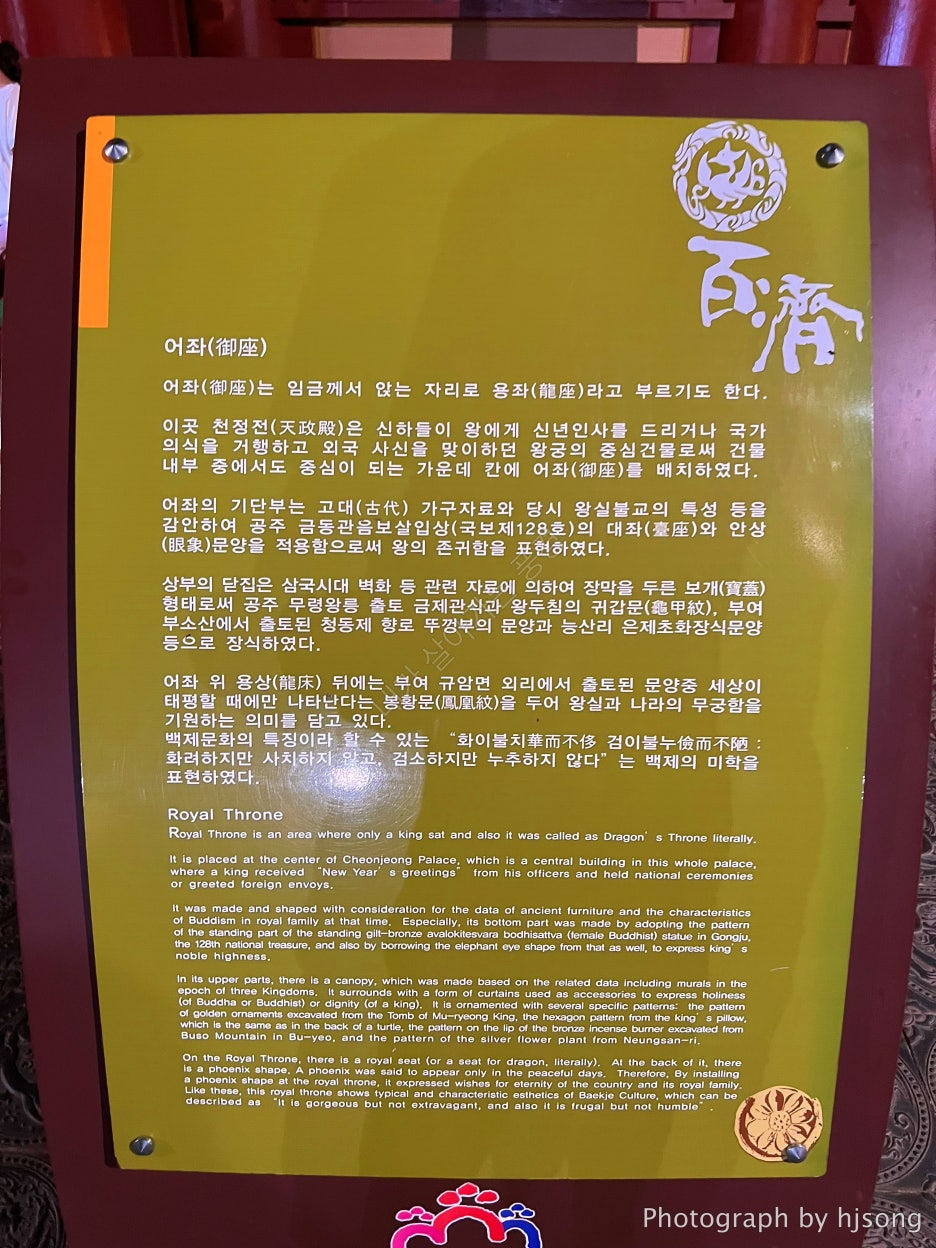 百濟
어좌(御座)
어좌(御座)는 임금께서 앉는 자리로 용좌(龍座)라고 부르기도 한다.
이곳 천정전(天政殿)은 신하들이 왕에게 신년인사를 드리거나 국가
의식을 거행하고 외국 사신을 맞이하던 왕궁의 중심건물로써 건물
내부 중에서도 중심이 되는 가운데 칸에 어좌(御座)를 배치하였다.
어좌의 기단부는 고대(古代) 가구자료와 당시 왕실불교의 특성 등을
감안하여 공주 금동관음보살입상(국보제128호)의 대좌(臺座)와 안상
(眼象)문양을 적용함으로써 왕의 존귀함을 표현하였다.
상부의 닫집은 삼국시대 벽화 등 관련 자료에 의하여 장막을 두른 보개(寶蓋)
형태로써 공주 무령왕릉 출토 금제관식과 왕두침의 귀갑문(龜甲紋), 부여
부소산에서 출토된 청동제 향로 뚜껑부의 문양과 능산리 은제초화장식문양
등으로 장식하였다.
어좌 위 용상(龍床) 뒤에는 부여 규암면 외리에서 출토된 문양중 세상이
태평할 때에만 나타난다는 봉황문(鳳凰紋)을 두어 왕실과 나라의 무궁함을
기원하는 의미를 담고 있다.
백제문화의 특징이라 할 수 있는 “화이불치華而不侈 검이불누儉而不陋 :
화려하지만 사치하지 않고, 검소하지만 누추하지 않다” 는 백제의 미학을
표현하였다.
Royal Throne
Royal Throne is an area where only a king sat and also it was called as Dragon’s Throne literally.
It is placed at the center of Cheonjeong Palace, which is a central building in this whole palace,
where a king received “New Year’s greetings” from his officers and held national ceremonies
or greeted foreign envoys.
It was made and shaped with consideration for the data of ancient furniture and the characteristics
of Buddism in royal family at that time. Especially, its bottom part was made by adopting the pattern
of the standing part of the standing gilt-bronze avalokitesvara bodhisattva (female Buddhist) statue in Gongju,
the 128th national treasure, and also by borrowing the elephant eye shape from that as well, to express king’s
noble highness.
In its upper parts, there is a canopy, which was made based on the related data including murals in the
epoch of three Kingdoms. It surrounds with a form of curtains used as accessories to express holiness
(of Buddha or Buddhist) or dignity (of a king). It is ornamented with several specific patterns: the pattern
of golden ornaments excavated from the Tomb of Mu-ryeong King, the hexagon pattern from the king’s pillow,
which is the same as in the back of a turtle, the pattern on the lip of the bronze incense burner excavated from
Buso Mountain in Bu-yeo, and the pattern of the silver flower plant from Neungsan-ri.
On the Royal Throne, there is a royal seat (or a seat for dragon, literally). At the back of it, there
is a phoenix shape. A phoenix was said to appear only in the peaceful days. Therefore, By installing
a phoenix shape at the royal throne, it expressed wishes for eternity of the country and its royal family.
Like these, this royal throne shows typical and characteristic esthetics of Baekje Culture, which can be
described as “it is gorgeous but not extravagant, and also it is frugal but not humble”.
Photograph by hjsong